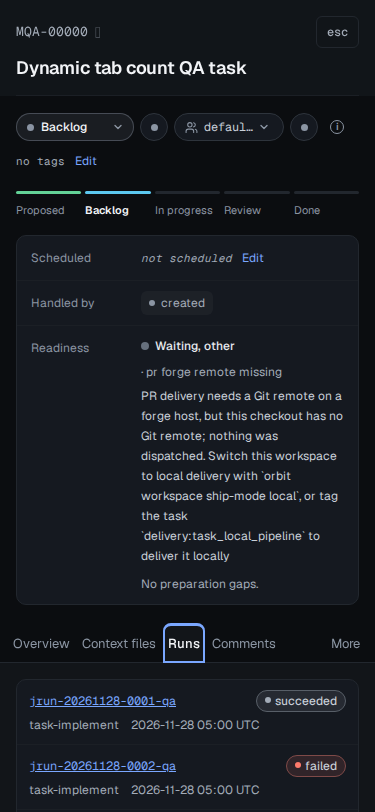 MQA-00000
esc
Dynamic tab count QA task
Backlog
defaul…
no tags Edit
Proposed Backlog In progress Review Done
Scheduled not scheduled Edit
Handled by created
Readiness Waiting, other
· pr forge remote missing
PR delivery needs a Git remote on a
forge host, but this checkout has no
Git remote; nothing was
dispatched. Switch this workspace
to local delivery with `orbit
workspace ship-mode local`, or tag
the task
`delivery:task_local_pipeline` to
deliver it locally
No preparation gaps.
Overview Context files Runs Comments More
jrun-20261128-0001-qa succeeded
task-implement 2026-11-28 05:00 UTC
jrun-20261128-0002-qa failed
task-implement 2026-11-28 05:00 UTC